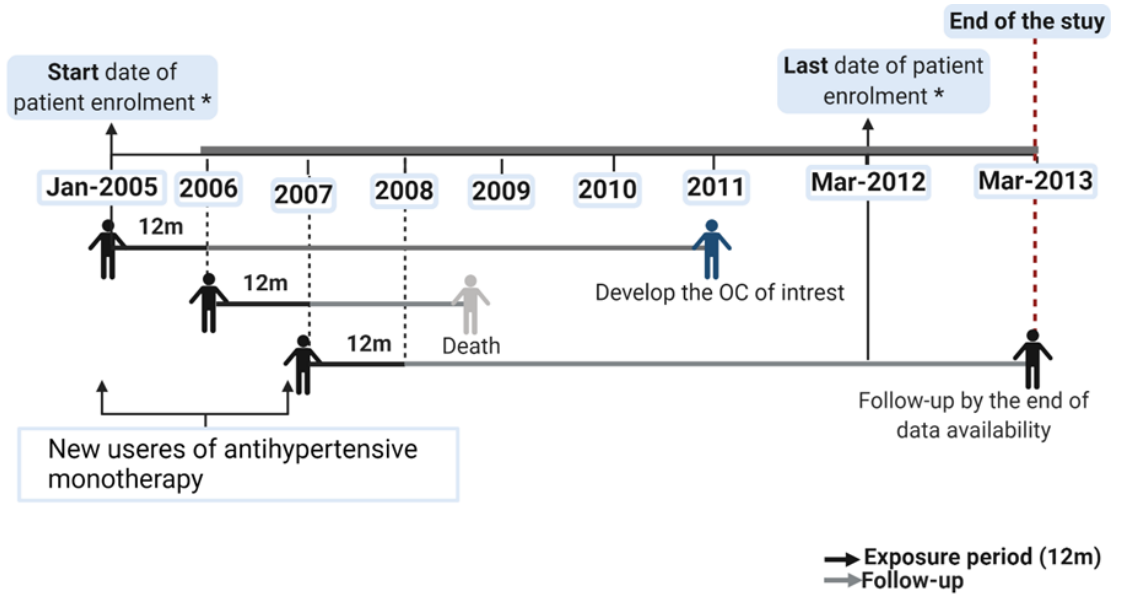 End of the stuy
Start date of
patient enrolment *
Last date of patient
enrolment *
Jan-2005
2006
2007
2008
2009
2010
2011
Mar-2012
Mar-2013
12m
12m
Develop the OC of intrest
12m
Death
Follow-up by the end of
data availability
New useres of antihypertensive
monotherapy
Exposure period (12m)
Follow-up